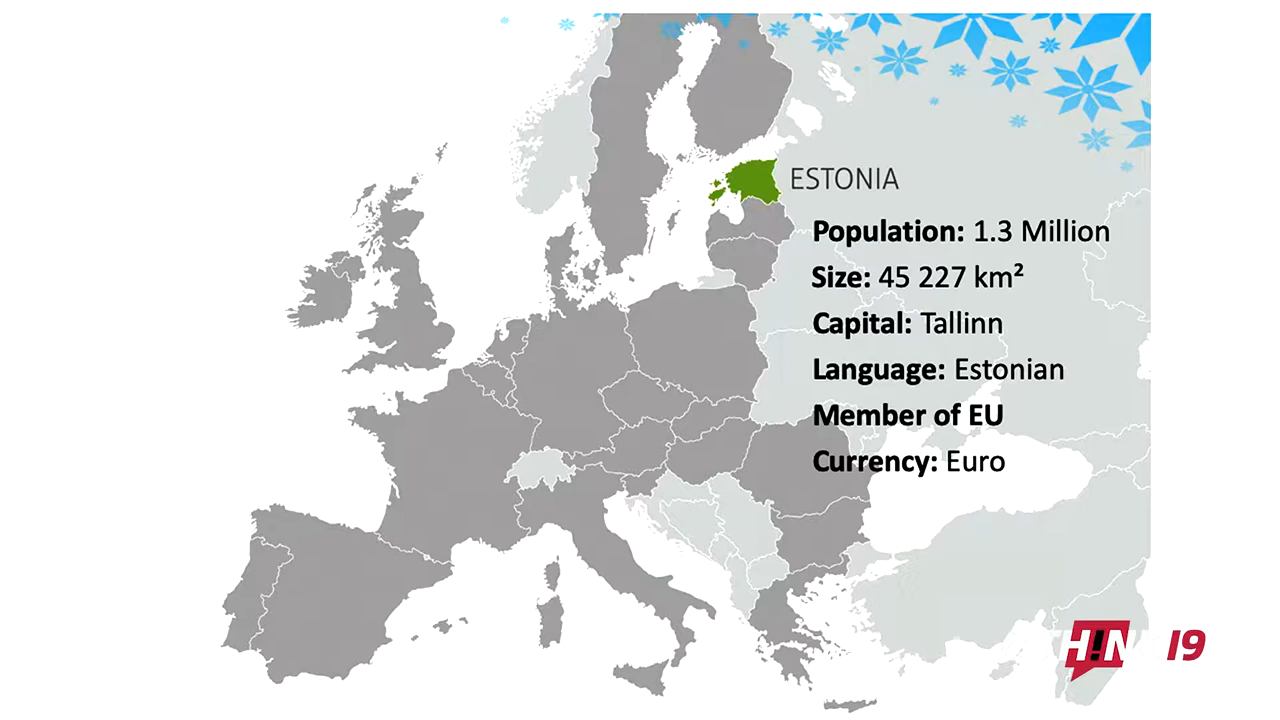 ESTONIA
Population: 1.3 Million
Size: 45 227 km²
Capital: Tallinn
Language: Estonian
Member of EU
Currency: Euro
H!N 19